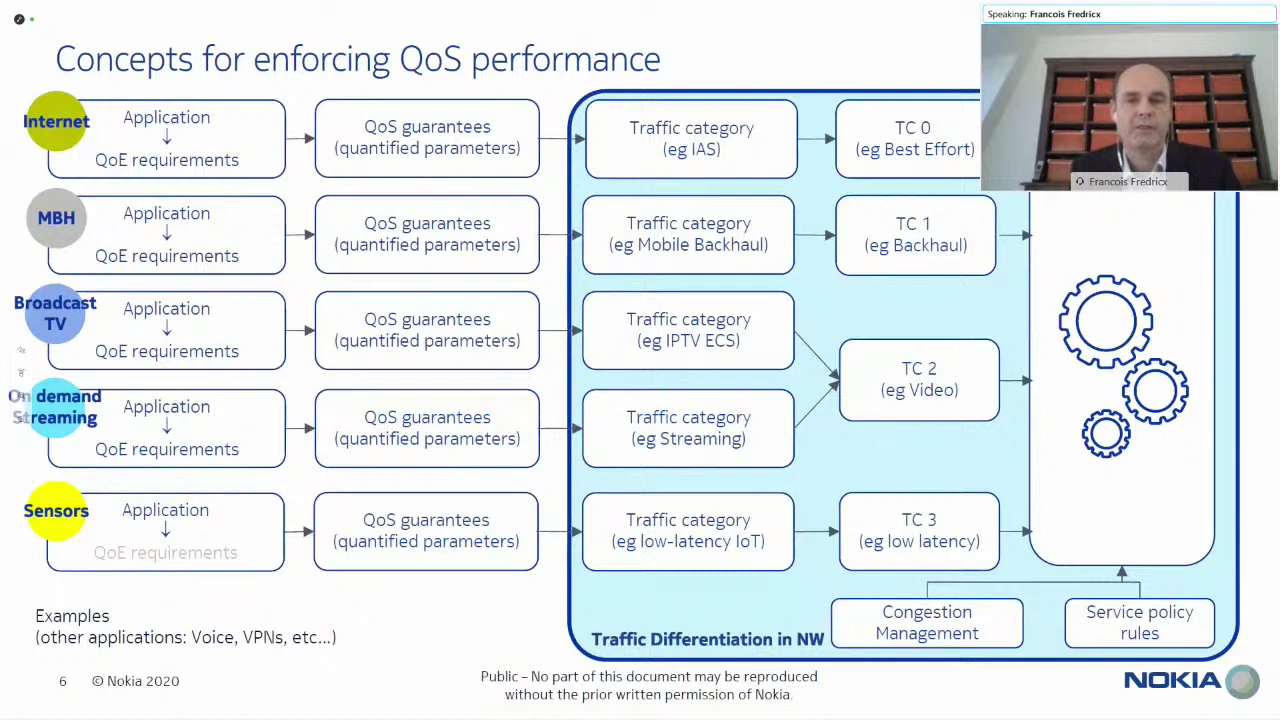 Speaking: Francois Fredricx
Concepts for enforcing QoS performance
Internet
Application
QoE requirements
QoS guarantees
(quantified parameters)
Traffic category
(eg IAS)
TC 0
(eg Best Effort)
Francois Fredricx
MBH
Application
QoE requirements
QoS guarantees
(quantified parameters)
Traffic category
(eg Mobile Backhaul)
TC 1
(eg Backhaul)
Broadcast
TV
Application
QoE requirements
QoS guarantees
(quantified parameters)
Traffic category
(eg IPTV ECS)
TC 2
(eg Video)
On demand
Streaming
Application
QoE requirements
QoS guarantees
(quantified parameters)
Traffic category
(eg Streaming)
Sensors
Application
QoE requirements
QoS guarantees
(quantified parameters)
Traffic category
(eg low-latency IoT)
TC 3
(eg low latency)
Examples
(other applications: Voice, VPNs, etc...)
Traffic Differentiation in NW
Congestion
Management
Service policy
rules
6
© Nokia 2020
Public – No part of this document may be reproduced
without the prior written permission of Nokia.
NOKIA